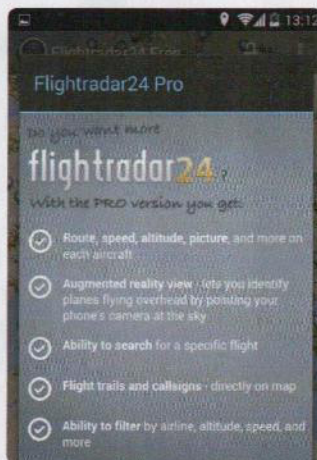 13:12
Flightradar24 Free
Flightradar24 Pro
Do you want more
flightradar24 ?
With the PRO version you get:
Route, speed, altitude, picture, and more on
each aircraft
Augmented reality view - lets you identify
planes flying overhead by pointing your
phone's camera at the sky
Ability to search for a specific flight
Flight trails and callsigns - directly on map
Ability to filter by airline, altitude, speed, and
more